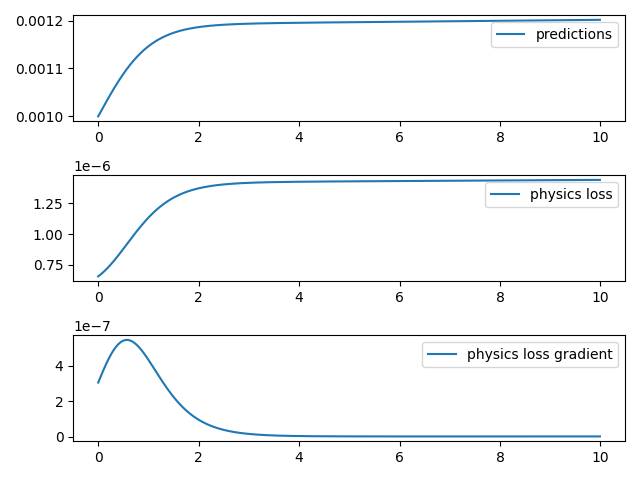 0.0012
predictions
0.0011
0.0010
0 2 4 6 8 10
1e−6
physics loss
1.25
1.00
0.75
0 2 4 6 8 10
1e−7
physics loss gradient
4
2
0
0 2 4 6 8 10